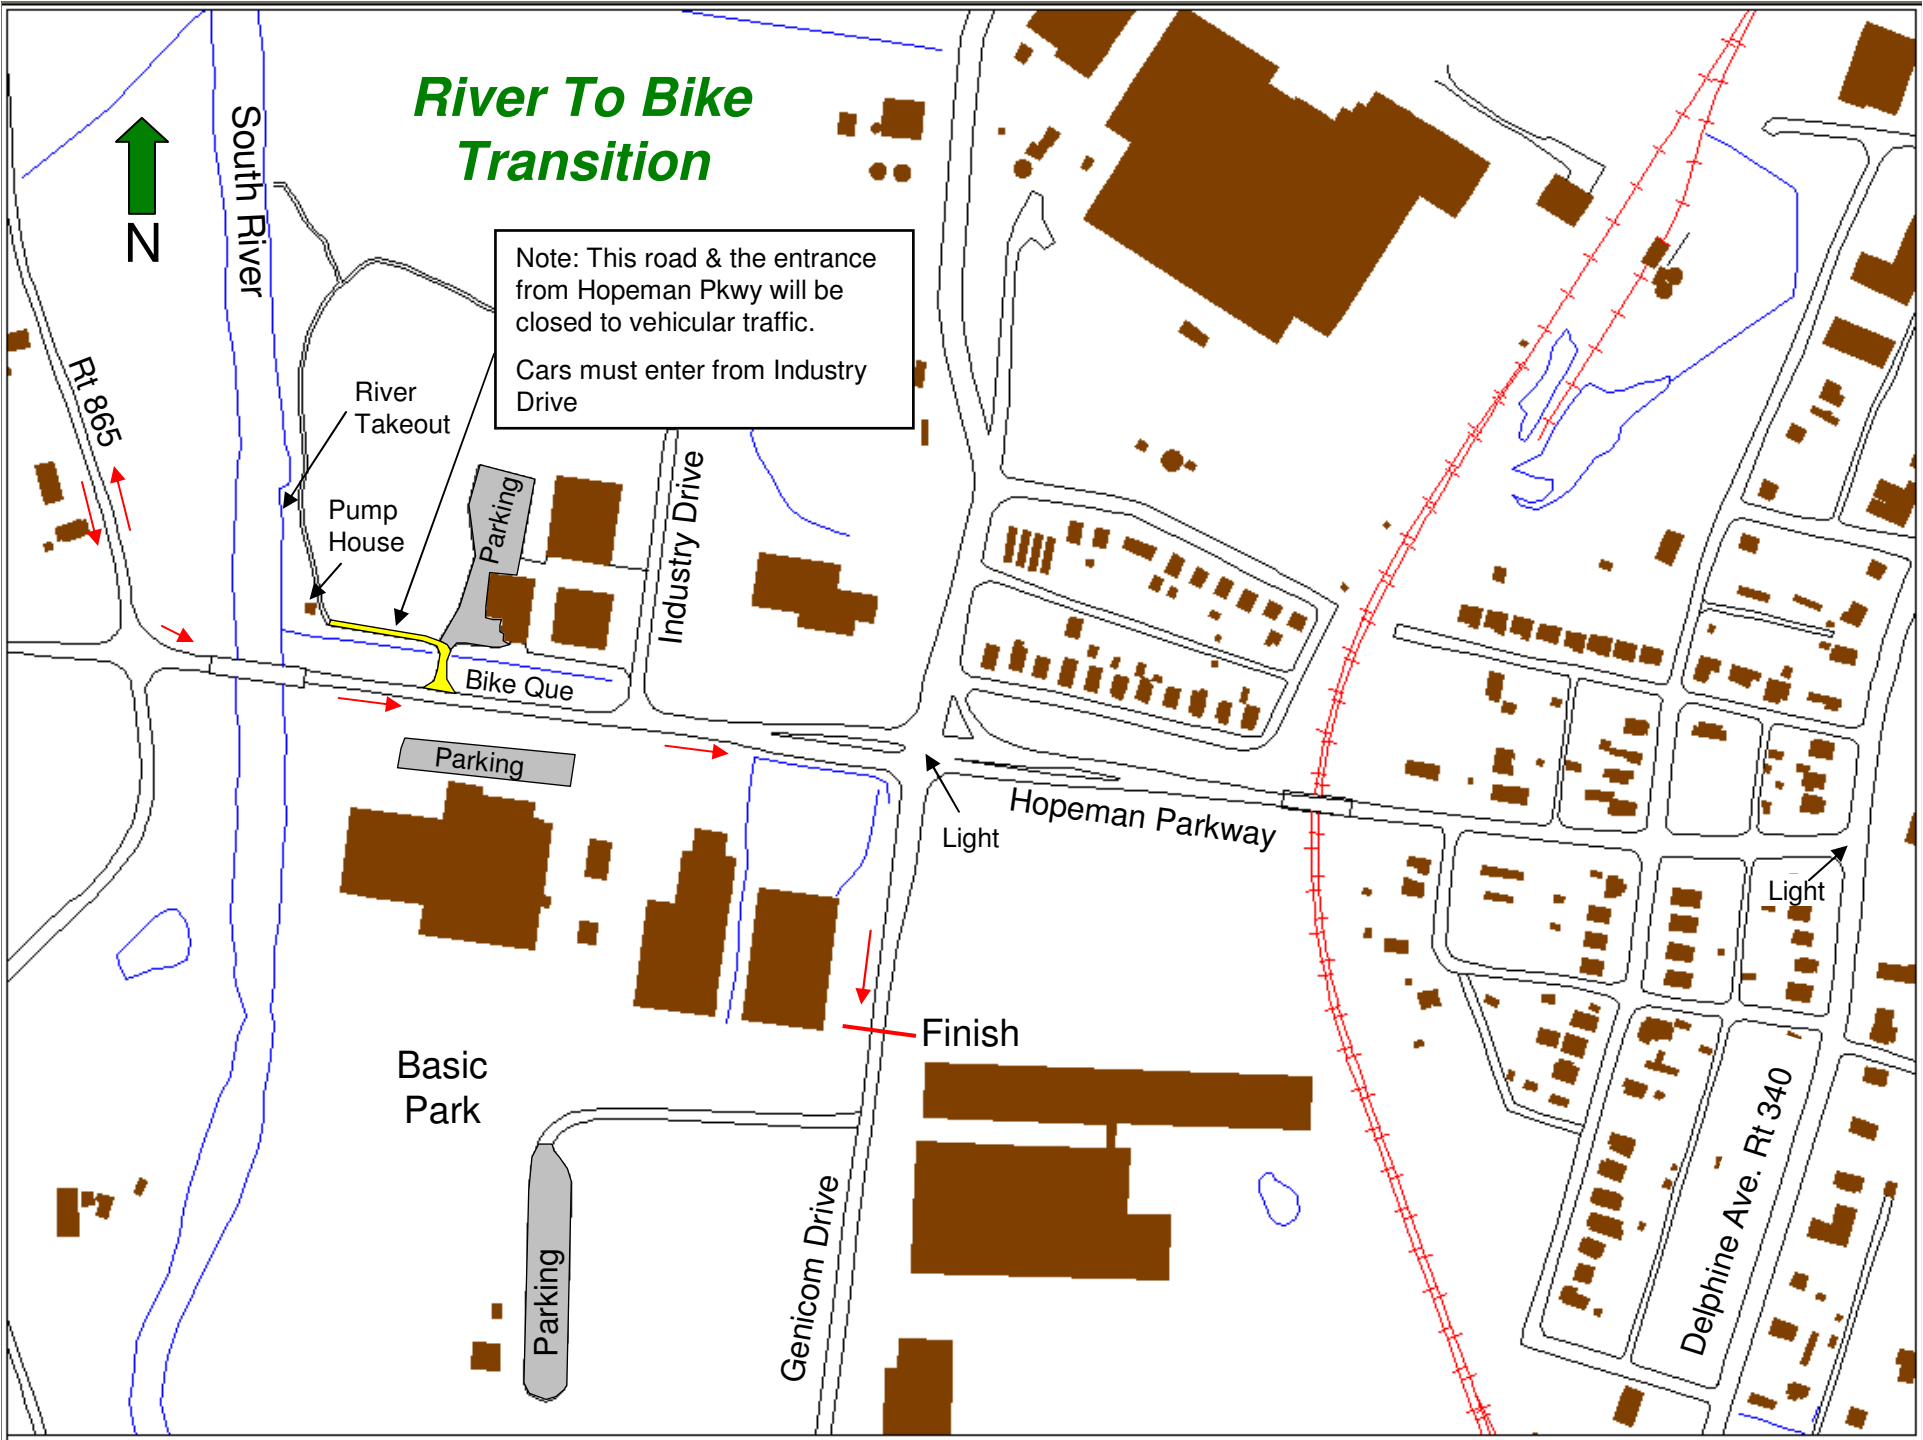 River To Bike
Transition
N
South River
Note: This road & the entrance
from Hopeman Pkwy will be
closed to vehicular traffic.
Cars must enter from Industry
Drive
Rt 865
River
Takeout
Pump
House
Parking
Industry Drive
Bike Que
Parking
Hopeman Parkway
Light
Light
Finish
Basic
Park
Parking
Genicom Drive
Delphine Ave. Rt 340